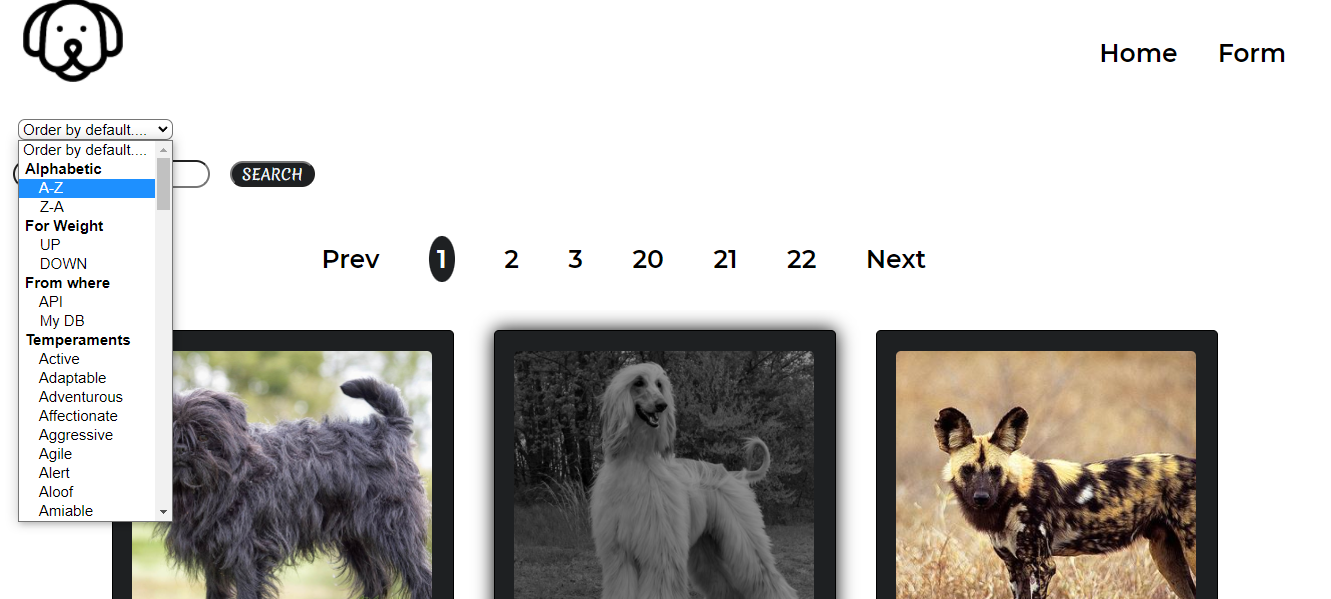 Home Form
Order by default....
Order by default....
Alphabetic
A-Z
Z-A
For Weight
UP
DOWN
From where
API
My DB
Temperaments
Active
Adaptable
Adventurous
Affectionate
Aggressive
Agile
Alert
Aloof
Amiable
SEARCH
Prev 1 2 3 20 21 22 Next